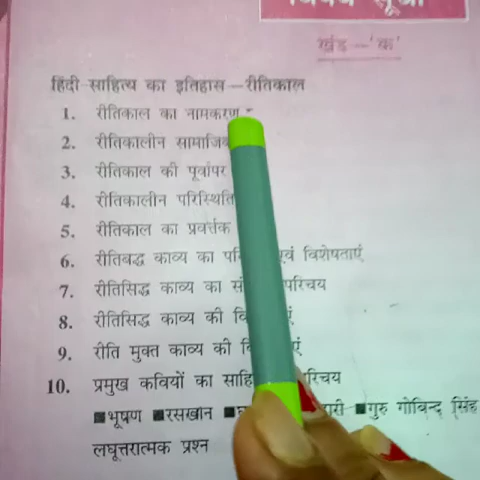 खंड—'क'
हिंदी साहित्य का इतिहास—रीतिकाल
1. रीतिकाल का नामकरण
2. रीतिकालीन
3. रीतिकाल की पूर्वापर
4. रीतिकालीन
5. रीतिकाल का प्रवर्त्तक
6. रीतिबद्ध काव्य का एवं विशेषताएं
7. रीतिसिद्ध काव्य का परिचय
8. रीतिसिद्ध काव्य की
9. रीति मुक्त काव्य की
10. प्रमुख कवियों का परिचय
■भूषण ■रसखान ■गुरु गोबिन्द सिंह
लघूत्तरात्मक प्रश्न